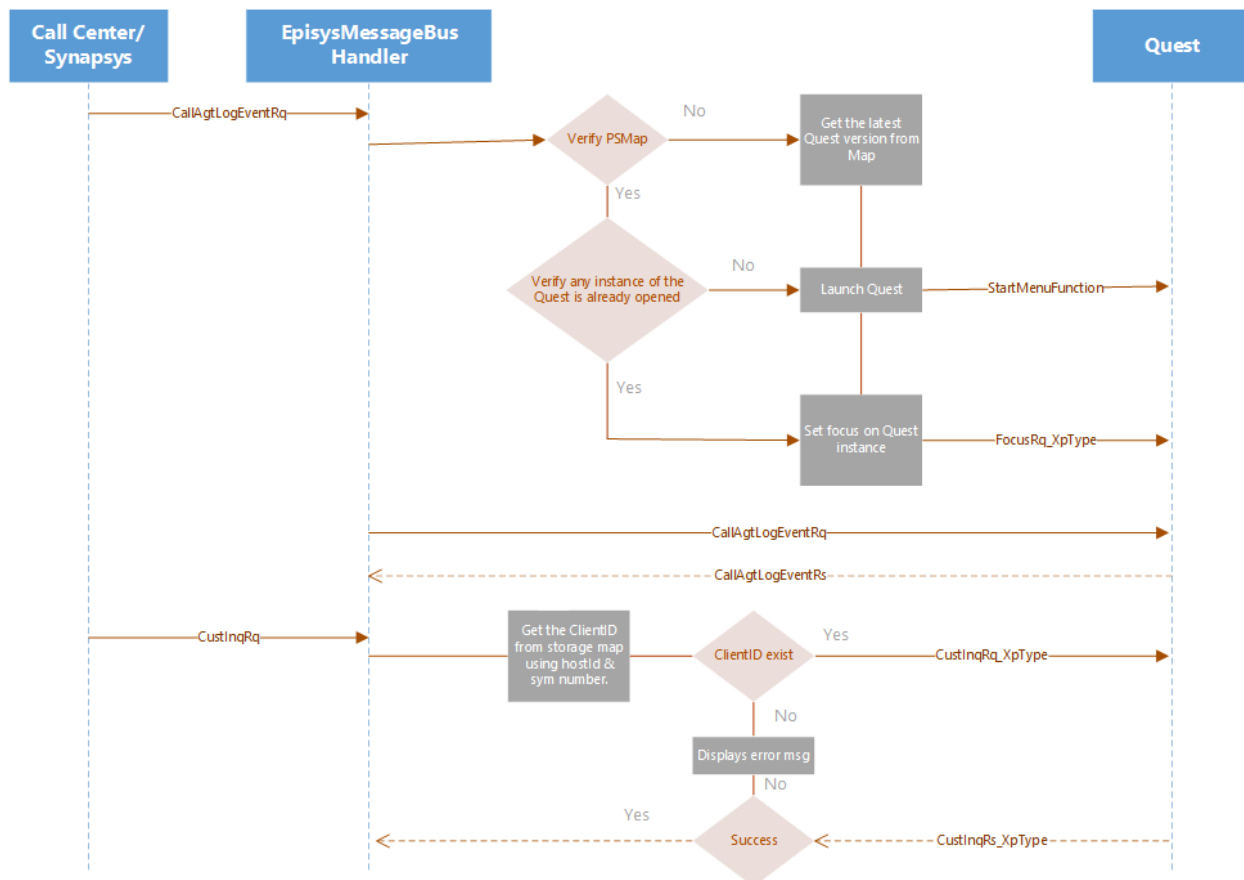 Call Center/
Synapsys
EpisysMessageBus
Handler
Quest
CallAgtLogEventRq
Verify PSMap
No
Get the latest
Quest version from
Map
Yes
Verify any instance of the
Quest is already opened
No
Launch Quest
StartMenuFunction
Yes
Set focus on Quest
instance
FocusRq_XpType
CallAgtLogEventRq
CallAgtLogEventRs
CustInqRq
Get the ClientID
from storage map
using hostId &
sym number.
ClientID exist
Yes
CustInqRq_XpType
No
Displays error msg
No
Yes
Success
CustInqRs_XpType